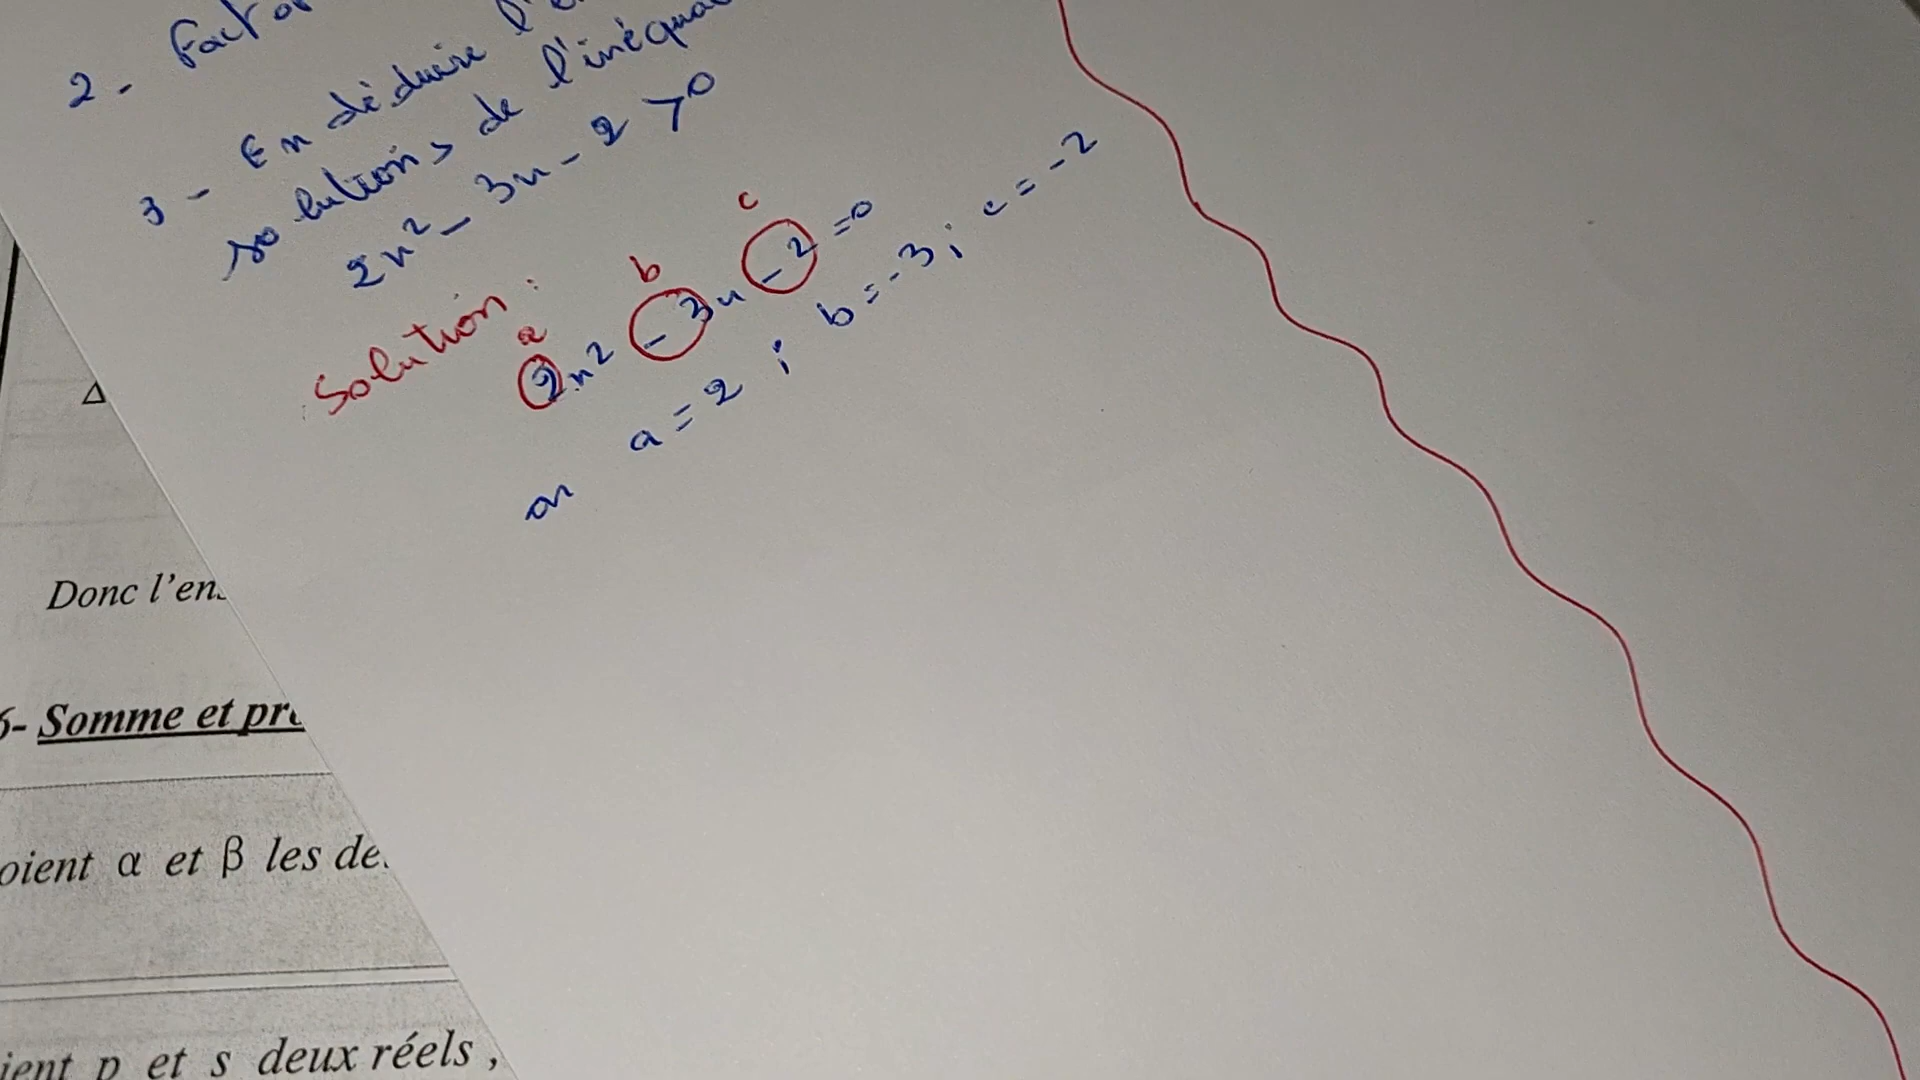 2 - Factor
3 - En déduire l'e
solutions de l'inéqua
2x² - 3x - 2 > 0
Solution :
a b c
2x² - 3x - 2 = 0
on a = 2 ; b = -3 ; c = -2
Δ
Donc l'en
6- Somme et pr
oient α et β les de
ient p et s deux réels ,